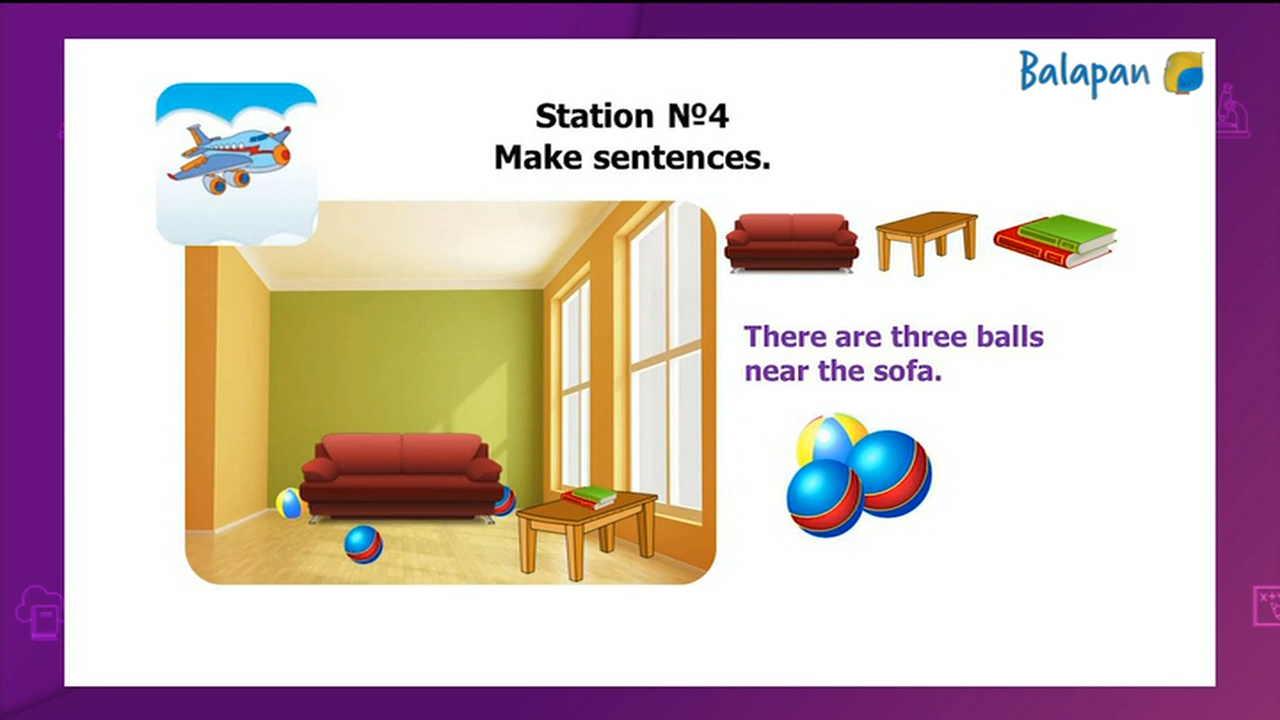 Balapan
Station №4
Make sentences.
There are three balls
near the sofa.